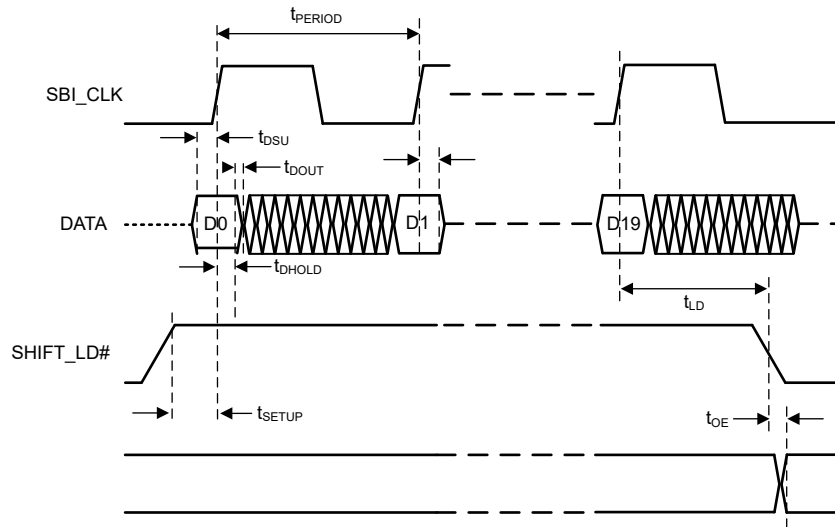 tPERIOD
SBI_CLK
tDSU
tDOUT
DATA
D0
D1
D19
tDHOLD
tLD
SHIFT_LD#
tSETUP
tOE